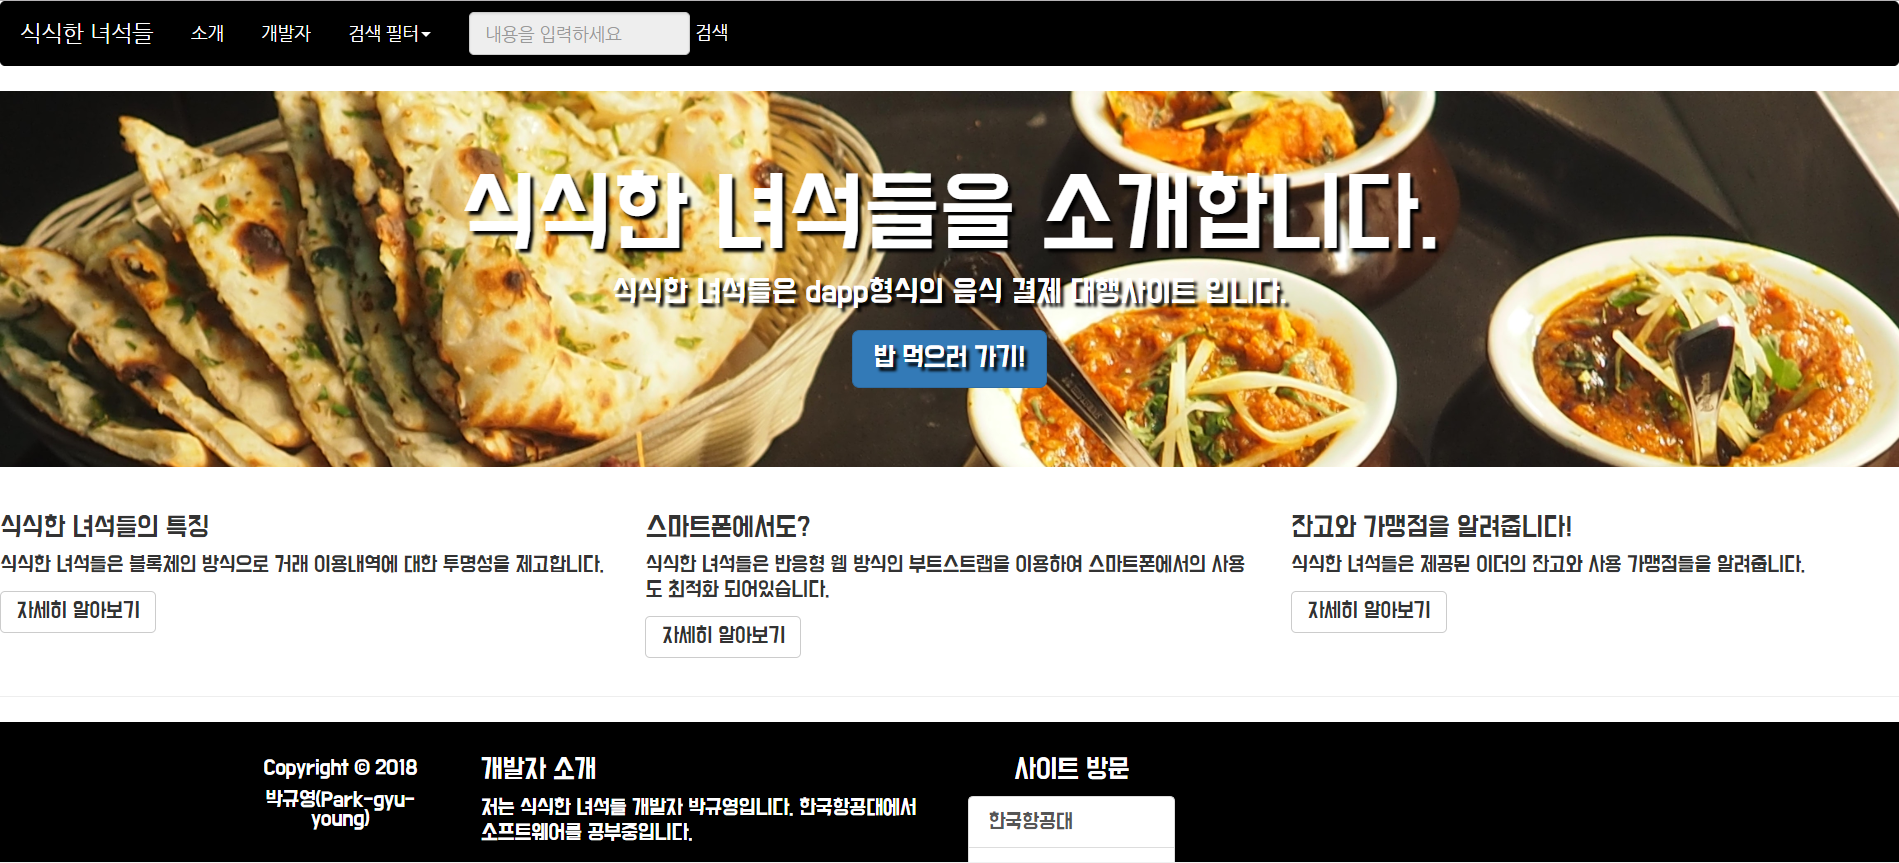 식식한 녀석들 소개 개발자 검색 필터 내용을 입력하세요 검색
식식한 녀석들을 소개합니다.
식식한 녀석들은 dapp형식의 음식 결제 대행사이트 입니다.
밥 먹으러 가기!
식식한 녀석들의 특징
식식한 녀석들은 블록체인 방식으로 거래 이용내역에 대한 투명성을 제고합니다.
자세히 알아보기
스마트폰에서도?
식식한 녀석들은 반응형 웹 방식인 부트스트랩을 이용하여 스마트폰에서의 사용
도 최적화 되어있습니다.
자세히 알아보기
잔고와 가맹점을 알려줍니다!
식식한 녀석들은 제공된 이더의 잔고와 사용 가맹점들을 알려줍니다.
자세히 알아보기
Copyright © 2018
박규영(Park-gyu-
young)
개발자 소개
저는 식식한 녀석들 개발자 박규영입니다. 한국항공대에서
소프트웨어를 공부중입니다.
사이트 방문
한국항공대